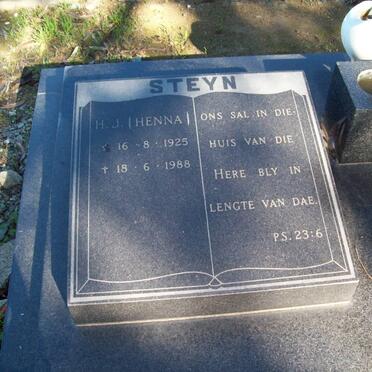 STEYN
H. J. (HENNA)
* 16 - 8 - 1925
† 18 - 6 - 1988
ONS SAL IN DIE
HUIS VAN DIE
HERE BLY IN
LENGTE VAN DAE.
PS. 23:6